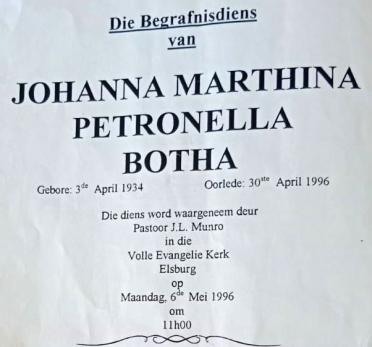 Die Begrafnisdiens
van
JOHANNA MARTHINA
PETRONELLA
BOTHA
Gebore: 3de April 1934 Oorlede: 30ste April 1996
Die diens word waargeneem deur
Pastoor J.L. Munro
in die
Volle Evangelie Kerk
Elsburg
op
Maandag, 6de Mei 1996
om
11h00